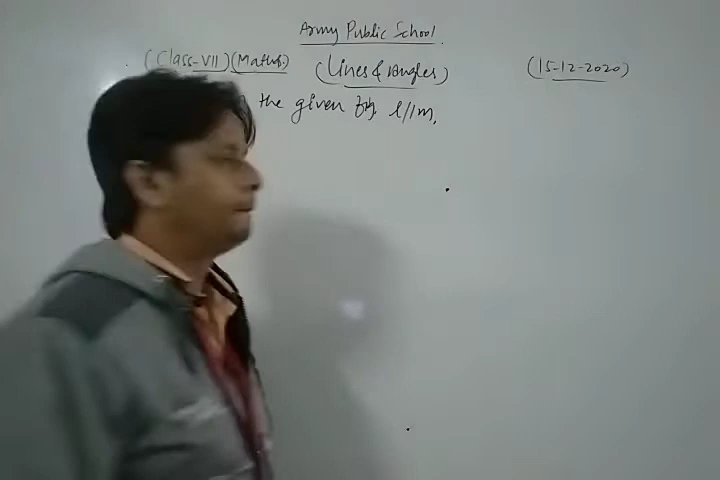 Army Public School.
(Class-VII) (Maths) (Lines & Angles) (15-12-2020)
the given fig. l//m.